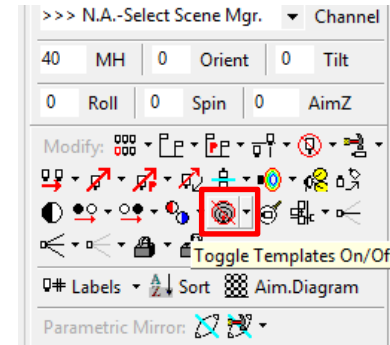 >>> N.A.-Select Scene Mgr. Channel
40 MH 0 Orient 0 Tilt
0 Roll 0 Spin 0 AimZ
Modify:
Toggle Templates On/Of
Labels Sort Aim.Diagram
Parametric Mirror: